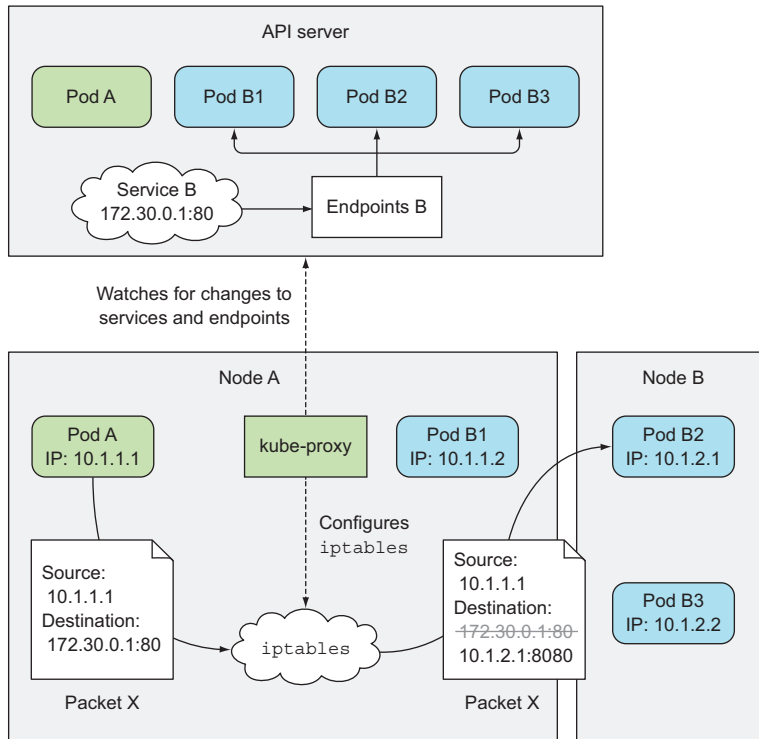 API server
Pod A
Pod B1
Pod B2
Pod B3
Service B
172.30.0.1:80
Endpoints B
Watches for changes to
services and endpoints
Node A
Node B
Pod A
IP: 10.1.1.1
kube-proxy
Pod B1
IP: 10.1.1.2
Pod B2
IP: 10.1.2.1
Configures
iptables
Source:
10.1.1.1
Destination:
172.30.0.1:80
Packet X
iptables
Source:
10.1.1.1
Destination:
172.30.0.1:80
10.1.2.1:8080
Packet X
Pod B3
IP: 10.1.2.2